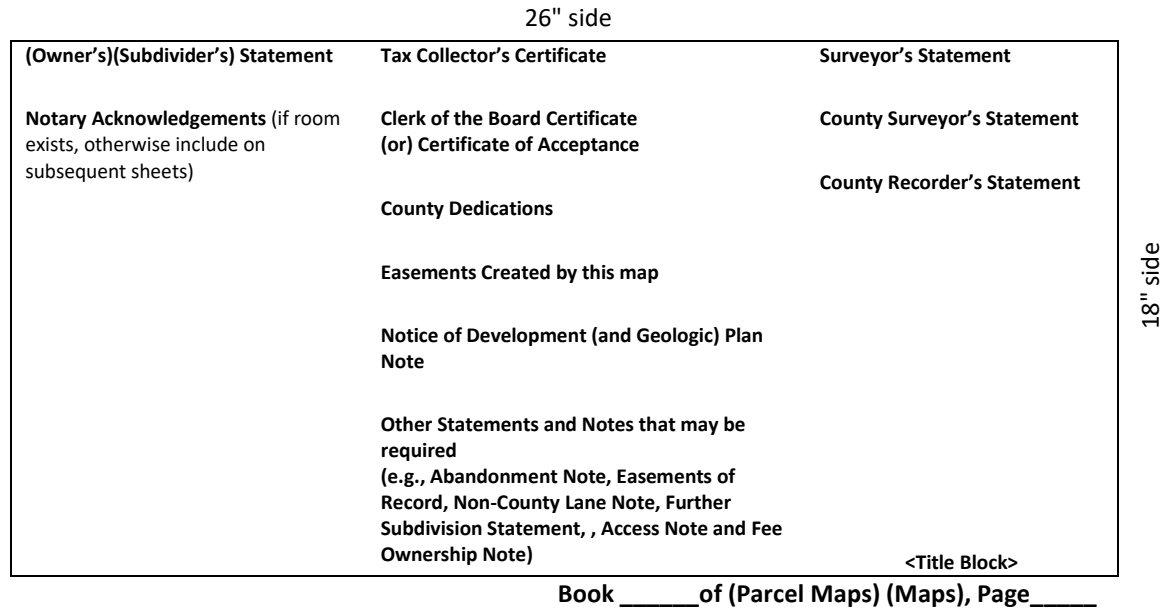 26" side
(Owner’s)(Subdivider’s) Statement
Notary Acknowledgements (if room
exists, otherwise include on
subsequent sheets)
Tax Collector’s Certificate
Clerk of the Board Certificate
(or) Certificate of Acceptance
County Dedications
Easements Created by this map
Notice of Development (and Geologic) Plan
Note
Other Statements and Notes that may be
required
(e.g., Abandonment Note, Easements of
Record, Non-County Lane Note, Further
Subdivision Statement, , Access Note and Fee
Ownership Note)
Surveyor’s Statement
County Surveyor’s Statement
County Recorder’s Statement
<Title Block>
18" side
Book ______of (Parcel Maps) (Maps), Page_____